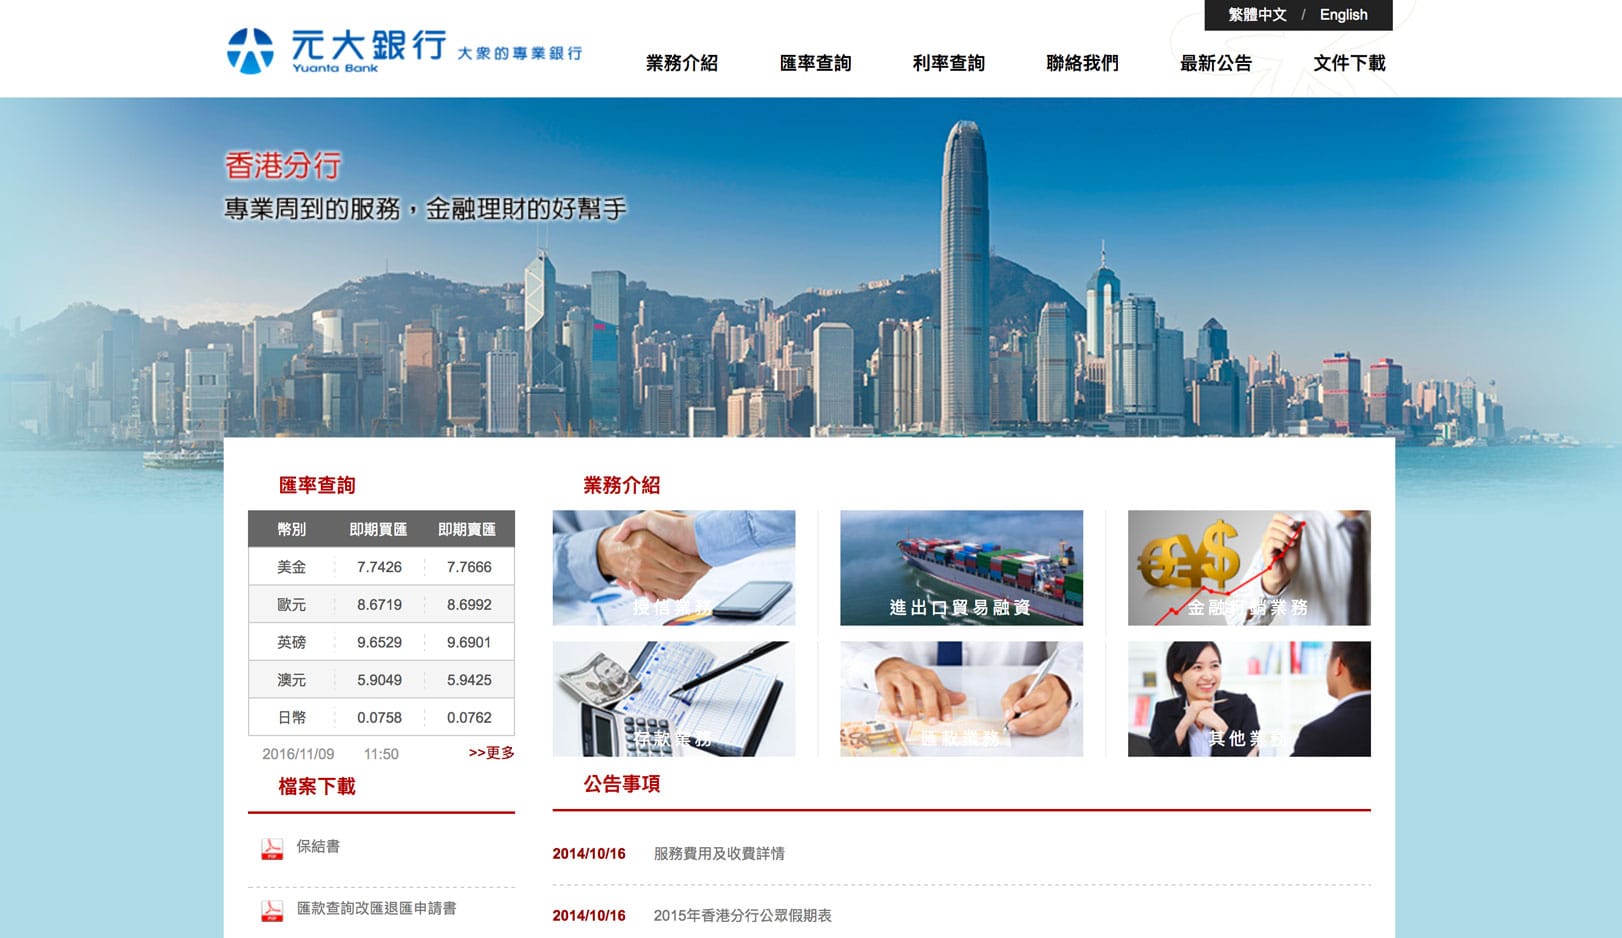 繁體中文 / English
元大銀行 大眾的專業銀行
Yuanta Bank
業務介紹 匯率查詢 利率查詢 聯絡我們 最新公告 文件下載
香港分行
專業周到的服務，金融理財的好幫手
匯率查詢
幣別 即期買匯 即期賣匯
美金 7.7426 7.7666
歐元 8.6719 8.6992
英磅 9.6529 9.6901
澳元 5.9049 5.9425
日幣 0.0758 0.0762
2016/11/09 11:50 >>更多
業務介紹
授信業務
進出口貿易融資
金融行銷業務
存款業務
匯款業務
其他業務
檔案下載
保結書
匯款查詢改匯退匯申請書
公告事項
2014/10/16 服務費用及收費詳情
2014/10/16 2015年香港分行公眾假期表